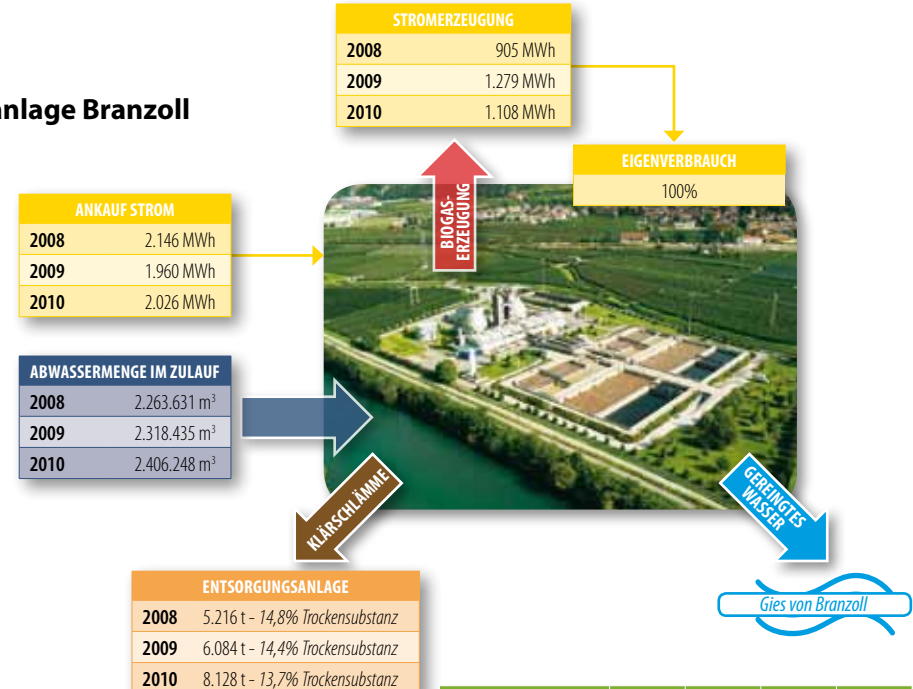 STROMERZEUGUNG
2008 905 MWh
2009 1.279 MWh
2010 1.108 MWh
anlage Branzoll
EIGENVERBRAUCH
100%
BIOGAS-
ERZEUGUNG
ANKAUF STROM
2008 2.146 MWh
2009 1.960 MWh
2010 2.026 MWh
ABWASSERMENGE IM ZULAUF
2008 2.263.631 m³
2009 2.318.435 m³
2010 2.406.248 m³
KLÄRSCHLÄMME
GEREINGTES
WASSER
ENTSORGUNGSANLAGE
2008 5.216 t - 14,8% Trockensubstanz
2009 6.084 t - 14,4% Trockensubstanz
2010 8.128 t - 13,7% Trockensubstanz
Gies von Branzoll